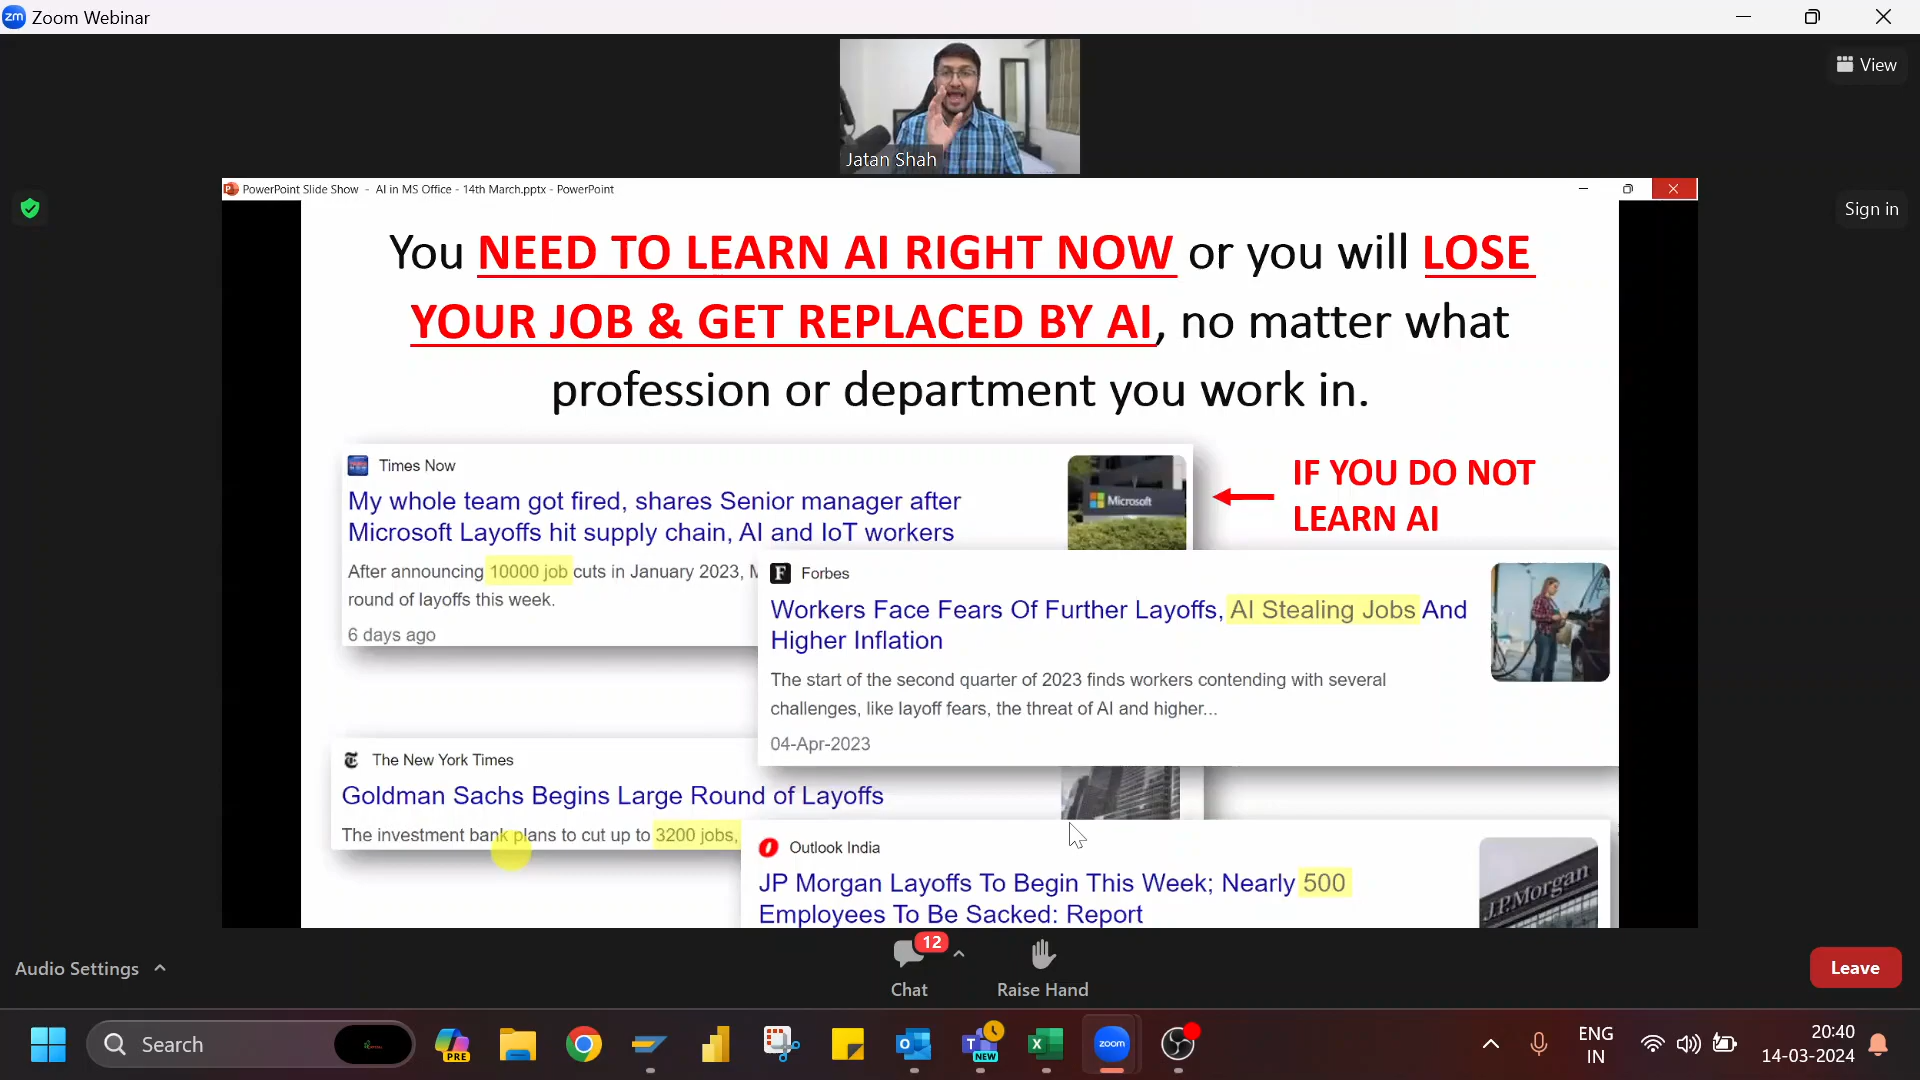 Zoom Webinar
View
Jatan Shah
PowerPoint Slide Show - AI in MS Office - 14th March.pptx - PowerPoint
Sign in
You NEED TO LEARN AI RIGHT NOW or you will LOSE
YOUR JOB & GET REPLACED BY AI, no matter what
profession or department you work in.
Times Now
My whole team got fired, shares Senior manager after
Microsoft Layoffs hit supply chain, AI and IoT workers
After announcing 10000 job cuts in January 2023, M
round of layoffs this week.
6 days ago
Microsoft
IF YOU DO NOT
LEARN AI
Forbes
Workers Face Fears Of Further Layoffs, AI Stealing Jobs And
Higher Inflation
The start of the second quarter of 2023 finds workers contending with several
challenges, like layoff fears, the threat of AI and higher...
04-Apr-2023
The New York Times
Goldman Sachs Begins Large Round of Layoffs
The investment bank plans to cut up to 3200 jobs,
Outlook India
JP Morgan Layoffs To Begin This Week; Nearly 500
Employees To Be Sacked: Report
J.P.Morgan
Audio Settings
12
Chat
Raise Hand
Leave
Search
PRE
NEW
zoom
ENG
IN
20:40
14-03-2024